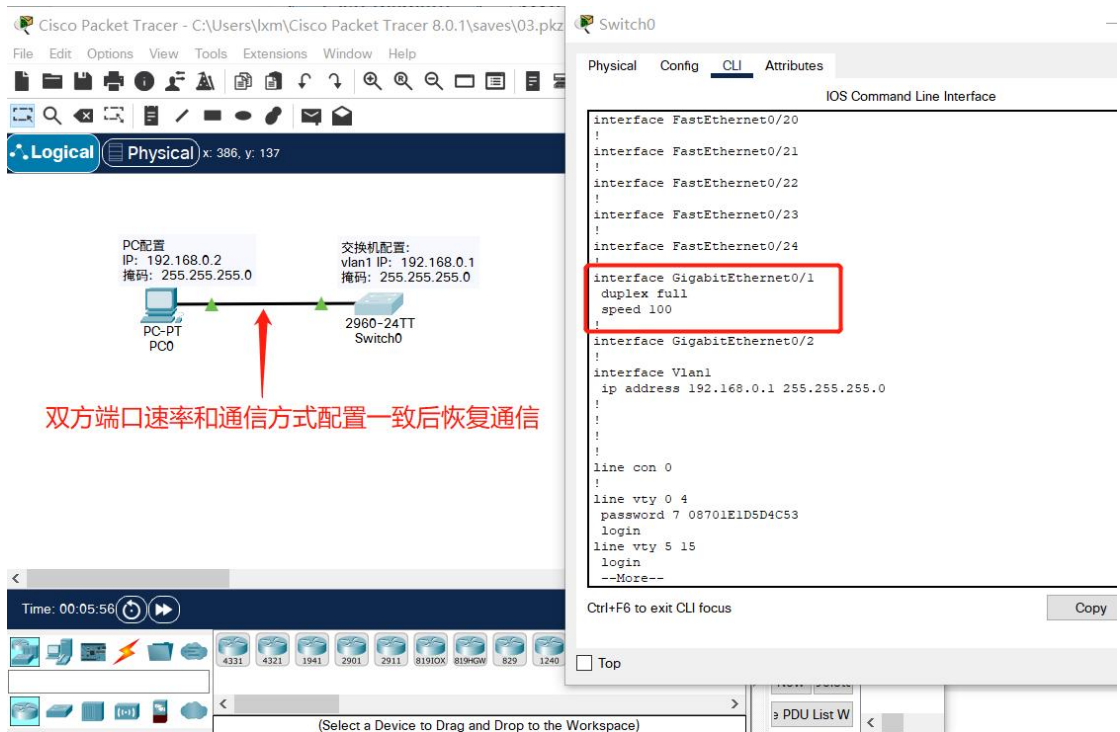 Cisco Packet Tracer - C:\Users\lxm\Cisco Packet Tracer 8.0.1\saves\03.pkz
File Edit Options View Tools Extensions Window Help
Logical Physical x: 386, y: 137
PC配置
IP: 192.168.0.2
掩码: 255.255.255.0
交换机配置:
vlan1 IP: 192.168.0.1
掩码: 255.255.255.0
PC-PT
PC0
2960-24TT
Switch0
双方端口速率和通信方式配置一致后恢复通信
Time: 00:05:56
4331 4321 1941 2901 2911 819IOX 819HGW 829 1240
(Select a Device to Drag and Drop to the Workspace)
Switch0
Physical Config CLI Attributes
IOS Command Line Interface
interface FastEthernet0/20
!
interface FastEthernet0/21
!
interface FastEthernet0/22
!
interface FastEthernet0/23
!
interface FastEthernet0/24
!
interface GigabitEthernet0/1
duplex full
speed 100
!
interface GigabitEthernet0/2
!
interface Vlan1
ip address 192.168.0.1 255.255.255.0
!
!
!
!
line con 0
!
line vty 0 4
password 7 08701E1D5D4C53
login
line vty 5 15
login
--More--
Ctrl+F6 to exit CLI focus
Copy
Top
PDU List W